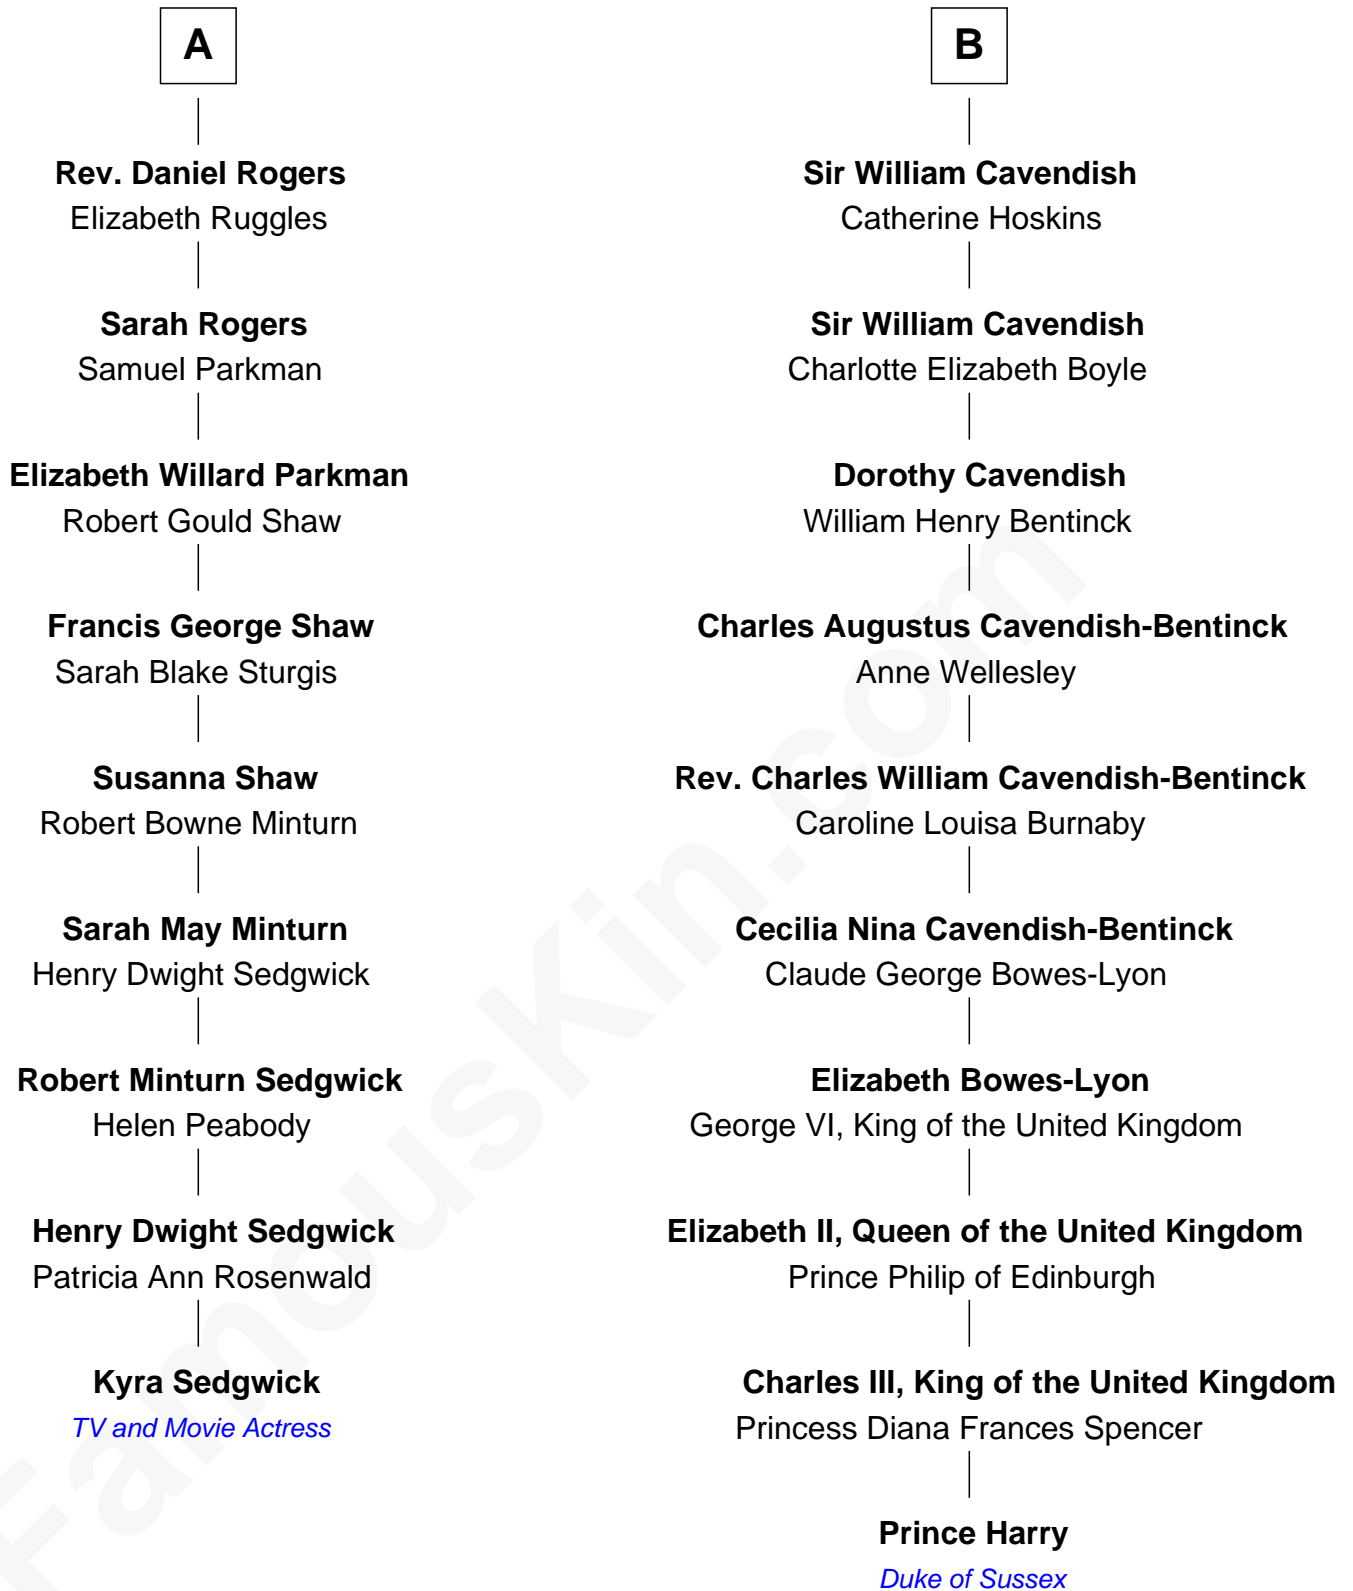 A
Rev. Daniel Rogers
Elizabeth Ruggles
Sarah Rogers
Samuel Parkman
Elizabeth Willard Parkman
Robert Gould Shaw
Francis George Shaw
Sarah Blake Sturgis
Susanna Shaw
Robert Bowne Minturn
Sarah May Minturn
Henry Dwight Sedgwick
Robert Minturn Sedgwick
Helen Peabody
Henry Dwight Sedgwick
Patricia Ann Rosenwald
Kyra Sedgwick
TV and Movie Actress
B
Sir William Cavendish
Catherine Hoskins
Sir William Cavendish
Charlotte Elizabeth Boyle
Dorothy Cavendish
William Henry Bentinck
Charles Augustus Cavendish-Bentinck
Anne Wellesley
Rev. Charles William Cavendish-Bentinck
Caroline Louisa Burnaby
Cecilia Nina Cavendish-Bentinck
Claude George Bowes-Lyon
Elizabeth Bowes-Lyon
George VI, King of the United Kingdom
Elizabeth II, Queen of the United Kingdom
Prince Philip of Edinburgh
Charles III, King of the United Kingdom
Princess Diana Frances Spencer
Prince Harry
Duke of Sussex
FamousKin.com